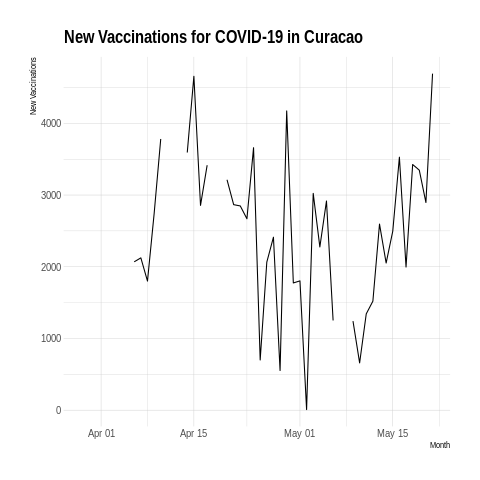 New Vaccinations for COVID-19 in Curacao
New Vaccinations
4000
3000
2000
1000
0
Apr 01
Apr 15
May 01
May 15
Month